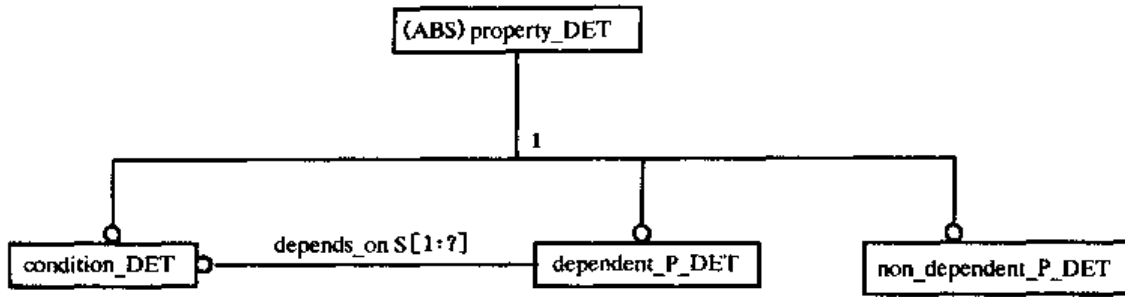 (ABS) property_DET
1
depends_on S[1:?]
condition_DET
dependent_P_DET
non_dependent_P_DET